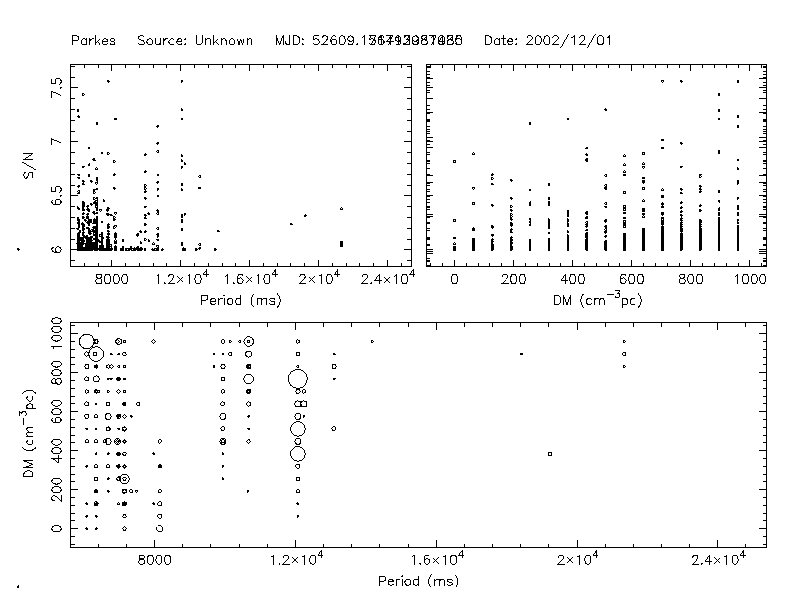 Parkes Source: Unknown MJD: Date: 2002/12/01
S/N
6 6.5 7 7.5
8000 1.2×10⁴ 1.6×10⁴ 2×10⁴ 2.4×10⁴
Period (ms)
0 200 400 600 800 1000
DM (cm⁻³pc)
DM (cm⁻³pc)
0 200 400 600 800 1000
8000 1.2×10⁴ 1.6×10⁴ 2×10⁴ 2.4×10⁴
Period (ms)